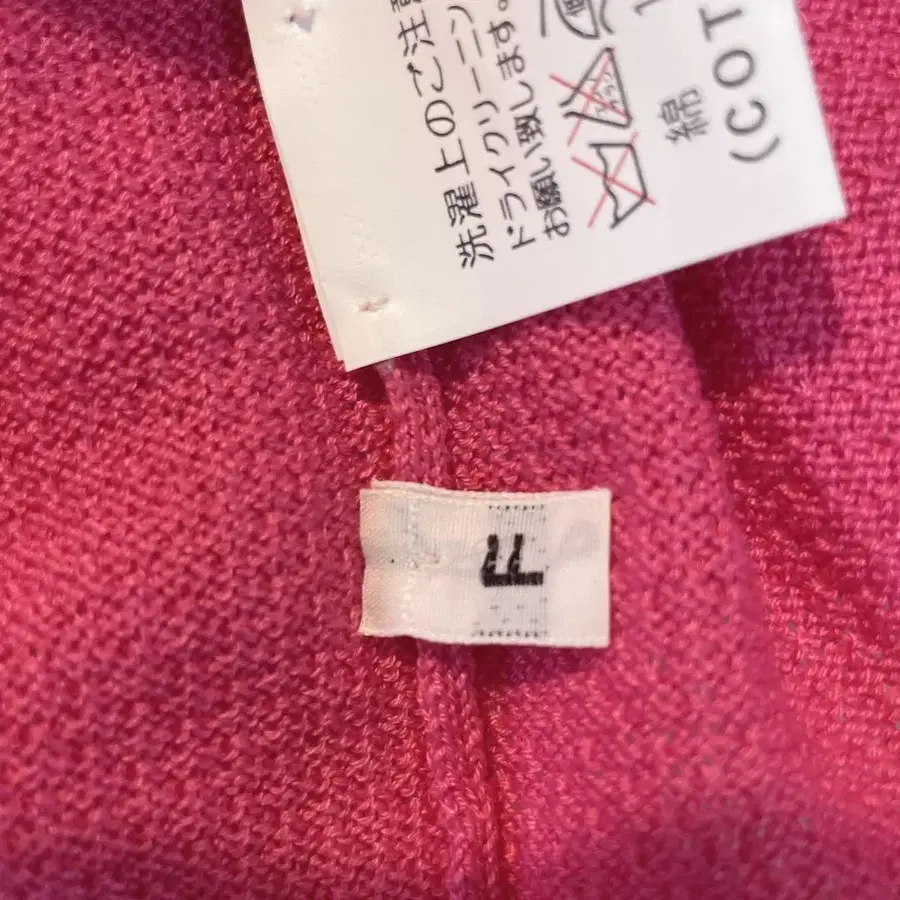 洗濯上のご注意
ドライクリーニン
お願い致します。
綿
(COT
F